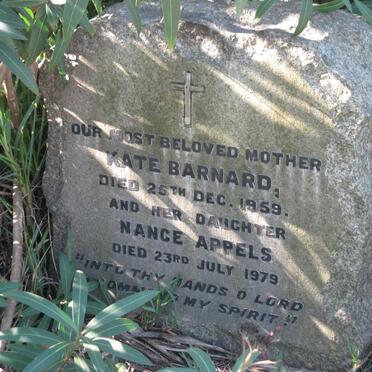 OUR MOST BELOVED MOTHER
KATE BARNARD,
DIED 25TH DEC. 1959.
AND HER DAUGHTER
NANCE APPELS
DIED 23RD JULY 1979
"INTO THY HANDS O LORD
MY SPIRIT"